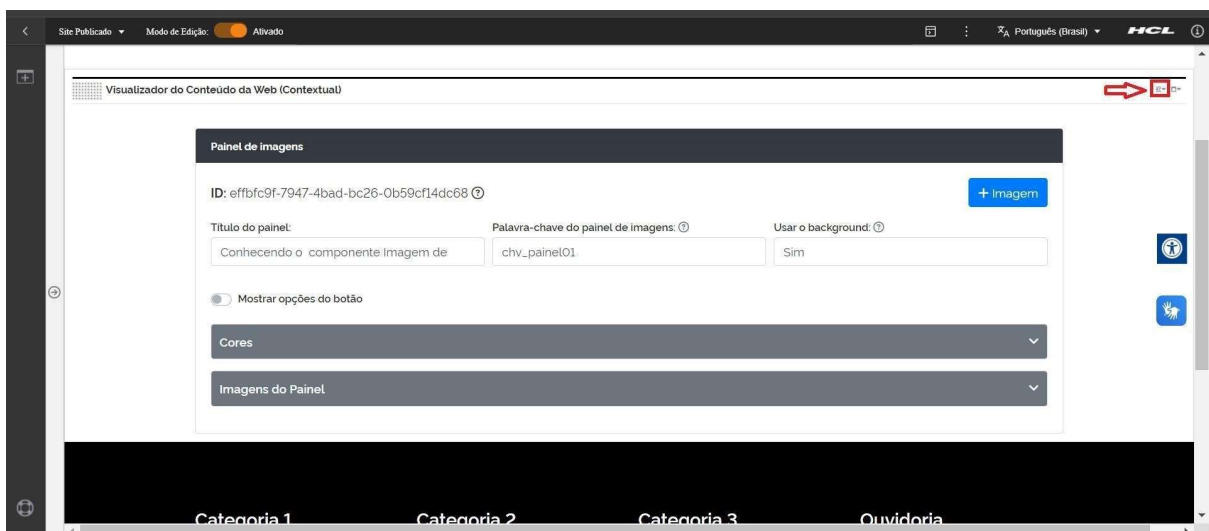 Site Publicado Modo de Edição: Ativado Português (Brasil) HCL
Visualizador do Conteúdo da Web (Contextual)
Painel de imagens
ID: effbfc9f-7947-4bad-bc26-0b59cf14dc68
+ Imagem
Título do painel: Palavra-chave do painel de imagens: Usar o background:
Conhecendo o componente Imagem de chv_painel01 Sim
Mostrar opções do botão
Cores
Imagens do Painel
Categoria 1 Categoria 2 Categoria 3 Ouvidoria